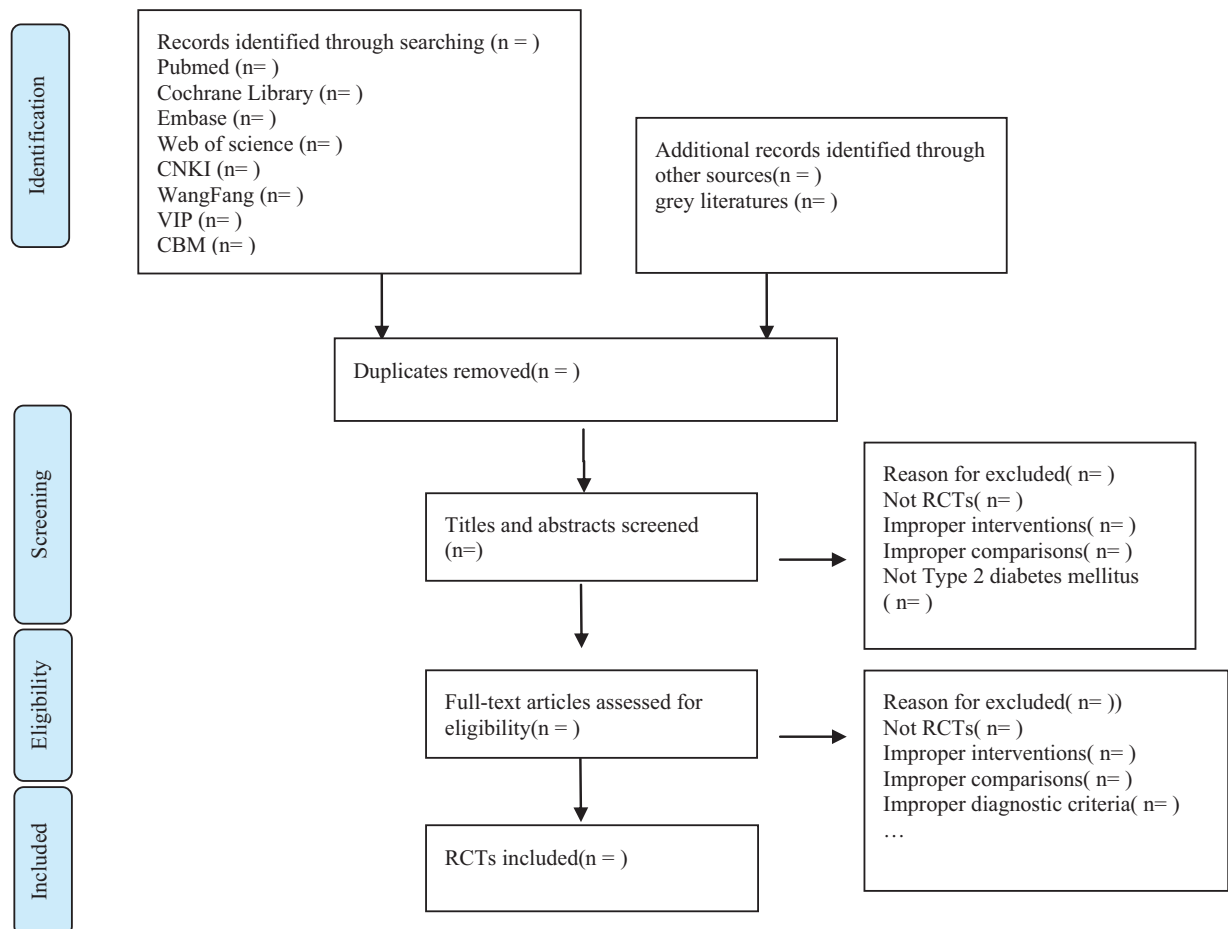 Identification
Records identified through searching (n = )
Pubmed (n= )
Cochrane Library (n= )
Embase (n= )
Web of science (n= )
CNKI (n= )
WangFang (n= )
VIP (n= )
CBM (n= )
Additional records identified through
other sources(n = )
grey literatures (n= )
Duplicates removed(n = )
Screening
Titles and abstracts screened
(n=)
Reason for excluded( n= )
Not RCTs( n= )
Improper interventions( n= )
Improper comparisons( n= )
Not Type 2 diabetes mellitus
( n= )
Eligibility
Full-text articles assessed for
eligibility(n = )
Reason for excluded( n= ))
Not RCTs( n= )
Improper interventions( n= )
Improper comparisons( n= )
Improper diagnostic criteria( n= )
…
Included
RCTs included(n = )